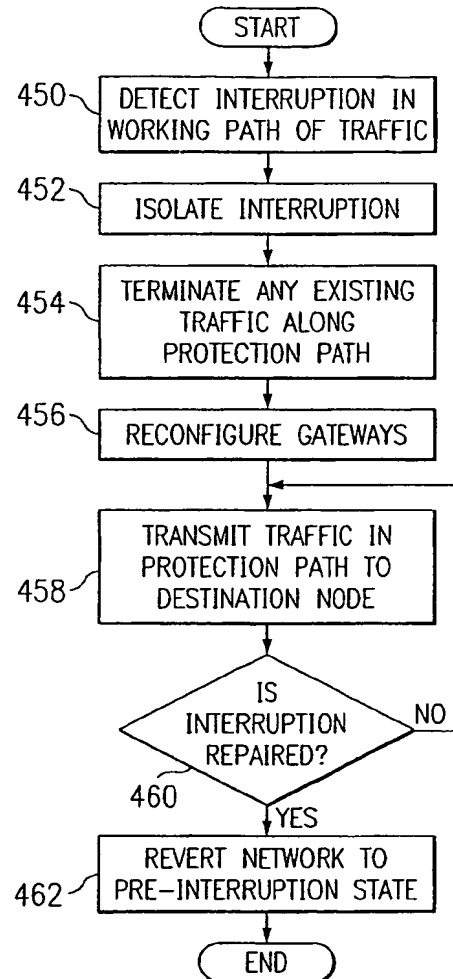 START
450
DETECT INTERRUPTION IN
WORKING PATH OF TRAFFIC
452
ISOLATE INTERRUPTION
454
TERMINATE ANY EXISTING
TRAFFIC ALONG
PROTECTION PATH
456
RECONFIGURE GATEWAYS
458
TRANSMIT TRAFFIC IN
PROTECTION PATH TO
DESTINATION NODE
IS
INTERRUPTION
REPAIRED?
NO
460
YES
462
REVERT NETWORK TO
PRE-INTERRUPTION STATE
END